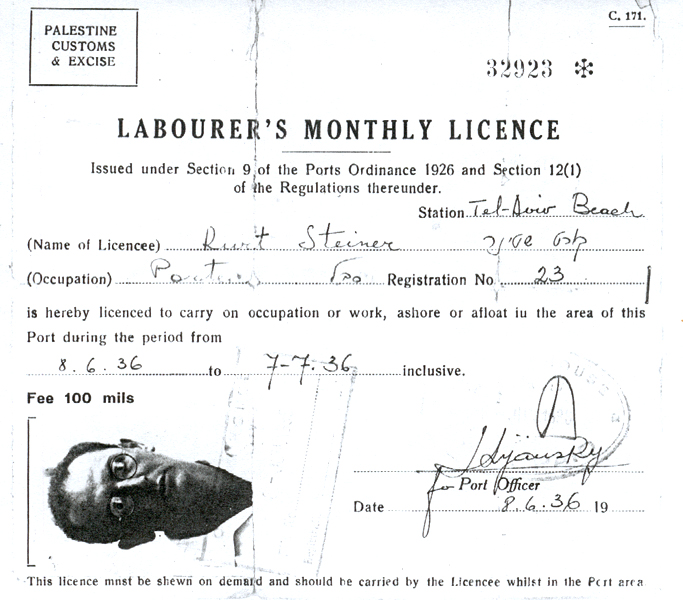 C. 171.
PALESTINE
CUSTOMS
& EXCISE
32923 ✻
LABOURER'S MONTHLY LICENCE
Issued under Section 9 of the Ports Ordinance 1926 and Section 12(1)
of the Regulations thereunder.
Station Tel-Aviv Beach
(Name of Licencee) Kurt Steiner
(Occupation) Registration No 23
is hereby licenced to carry on occupation or work, ashore or afloat iu the area of this
Port during the period from
8.6.36 to 7-7.36 inclusive.
Fee 100 mils
for Port Officer
Date 8.6.36 19
This licence mnst be shewn on demand and should be carried by the Licencee whilst in the Port area